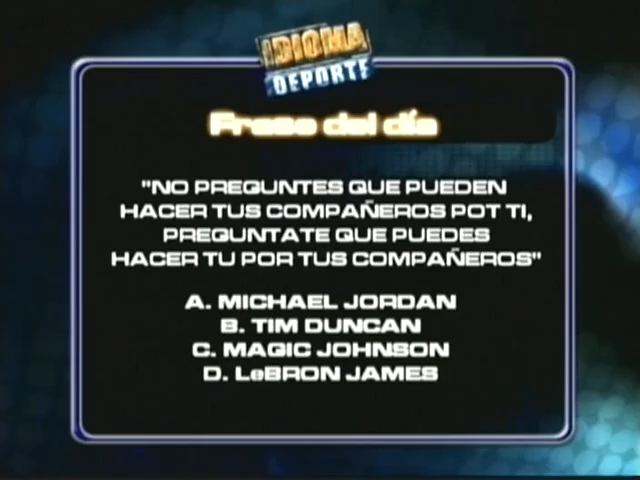 IDIOMA
DEPORTE
Frase del día
"NO PREGUNTES QUE PUEDEN
HACER TUS COMPAÑEROS POT TI,
PREGUNTATE QUE PUEDES
HACER TU POR TUS COMPAÑEROS"
A. MICHAEL JORDAN
B. TIM DUNCAN
C. MAGIC JOHNSON
D. LeBRON JAMES